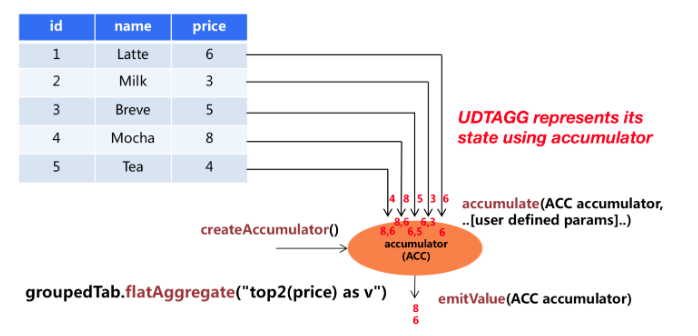 id name price
1 Latte 6
2 Milk 3
3 Breve 5
4 Mocha 8
5 Tea 4
UDTAGG represents its
state using accumulator
4 8 5 3 6
accumulate(ACC accumulator,
..[user defined params]..)
8,6 6,3
8,6 6,5 6
createAccumulator()
accumulator
(ACC)
groupedTab.flatAggregate("top2(price) as v")
emitValue(ACC accumulator)
8
6